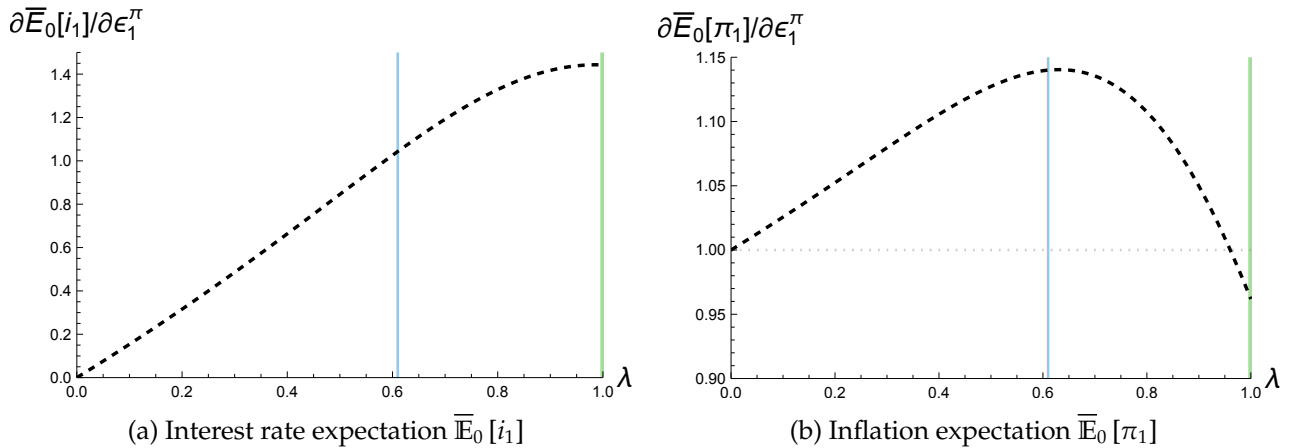 ∂𝔼̅₀[i₁]/∂ϵ₁^π
1.4
1.2
1.0
0.8
0.6
0.4
0.2
0.0
0.0 0.2 0.4 0.6 0.8 1.0 λ
(a) Interest rate expectation 𝔼̅₀ [i₁]
∂𝔼̅₀[π₁]/∂ϵ₁^π
1.15
1.10
1.05
1.00
0.95
0.90
0.0 0.2 0.4 0.6 0.8 1.0 λ
(b) Inflation expectation 𝔼̅₀ [π₁]